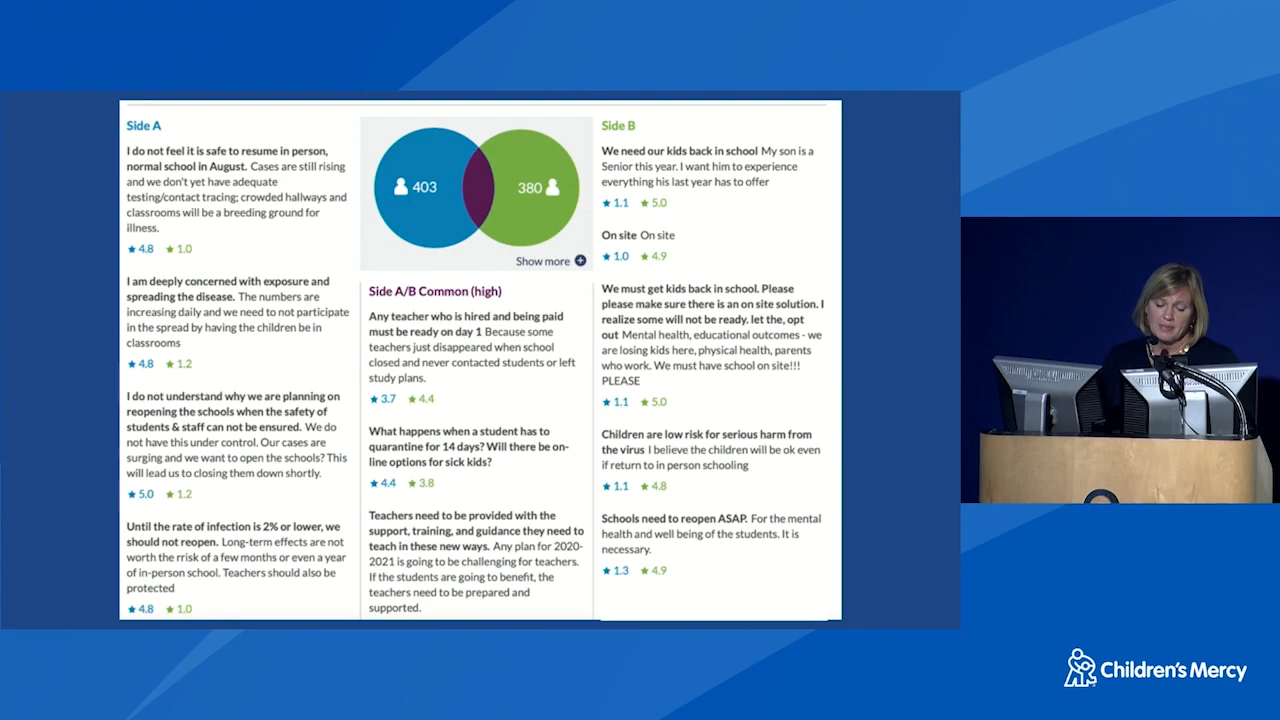 Side A
I do not feel it is safe to resume in person,
normal school in August. Cases are still rising
and we don't yet have adequate
testing/contact tracing; crowded hallways and
classrooms will be a breeding ground for
illness.
★ 4.8 ★ 1.0
I am deeply concerned with exposure and
spreading the disease. The numbers are
increasing daily and we need to not participate
in the spread by having the children be in
classrooms
★ 4.8 ★ 1.2
I do not understand why we are planning on
reopening the schools when the safety of
students & staff can not be ensured. We do
not have this under control. Our cases are
surging and we want to open the schools? This
will lead us to closing them down shortly.
★ 5.0 ★ 1.2
Until the rate of infection is 2% or lower, we
should not reopen. Long-term effects are not
worth the rrisk of a few months or even a year
of in-person school. Teachers should also be
protected
★ 4.8 ★ 1.0
403
380
Show more
Side A/B Common (high)
Any teacher who is hired and being paid
must be ready on day 1 Because some
teachers just disappeared when school
closed and never contacted students or left
study plans.
★ 3.7 ★ 4.4
What happens when a student has to
quarantine for 14 days? Will there be on-
line options for sick kids?
★ 4.4 ★ 3.8
Teachers need to be provided with the
support, training, and guidance they need to
teach in these new ways. Any plan for 2020-
2021 is going to be challenging for teachers.
If the students are going to benefit, the
teachers need to be prepared and
supported.
Side B
We need our kids back in school My son is a
Senior this year. I want him to experience
everything his last year has to offer
★ 1.1 ★ 5.0
On site On site
★ 1.0 ★ 4.9
We must get kids back in school. Please
please make sure there is an on site solution. I
realize some will not be ready. let the, opt
out Mental health, educational outcomes - we
are losing kids here, physical health, parents
who work. We must have school on site!!!
PLEASE
★ 1.1 ★ 5.0
Children are low risk for serious harm from
the virus I believe the children will be ok even
if return to in person schooling
★ 1.1 ★ 4.8
Schools need to reopen ASAP. For the mental
health and well being of the students. It is
necessary.
★ 1.3 ★ 4.9
Children's Mercy